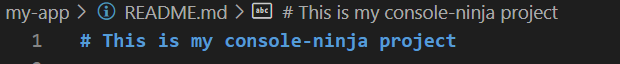 my-app > README.md > # This is my console-ninja project
1 # This is my console-ninja project